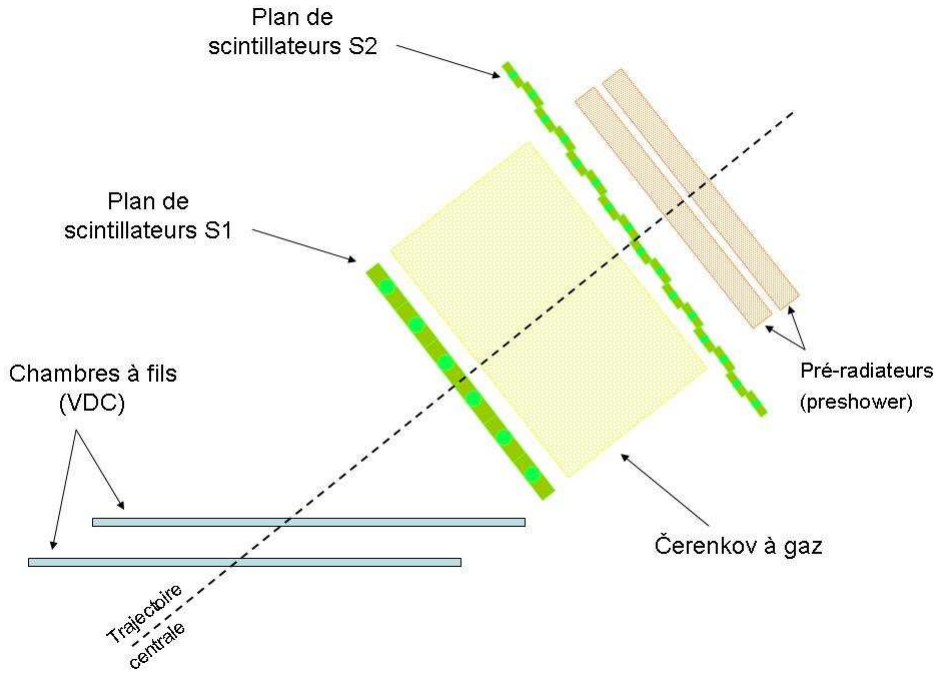 Plan de
scintillateurs S2
Plan de
scintillateurs S1
Chambres à fils
(VDC)
Pré-radiateurs
(preshower)
Čerenkov à gaz
Trajectoire
centrale